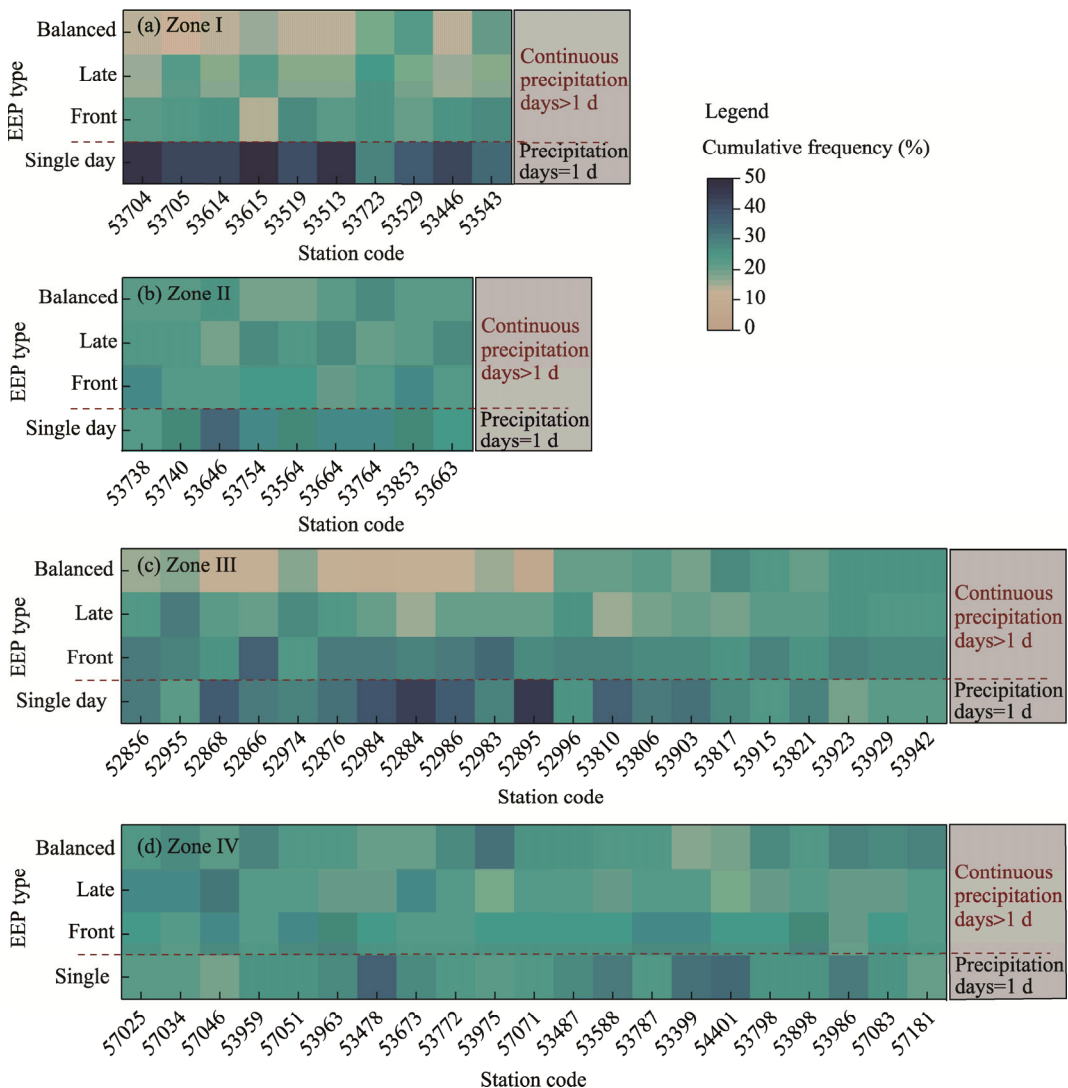 (a) Zone I
EEP type
Balanced
Late
Front
Single day
Continuous
precipitation
days>1 d
Precipitation
days=1 d
53704 53705 53614 53615 53519 53513 53723 53529 53446 53543
Station code
Legend
Cumulative frequency (%)
50
40
30
20
10
0
(b) Zone II
EEP type
Balanced
Late
Front
Single day
Continuous
precipitation
days>1 d
Precipitation
days=1 d
53738 53740 53646 53754 53564 53664 53764 53853 53663
Station code
(c) Zone III
EEP type
Balanced
Late
Front
Single day
Continuous
precipitation
days>1 d
Precipitation
days=1 d
52856 52955 52868 52866 52974 52876 52984 52884 52986 52983 52895 52996 53810 53806 53903 53817 53915 53821 53923 53929 53942
Station code
(d) Zone IV
EEP type
Balanced
Late
Front
Single
Continuous
precipitation
days>1 d
Precipitation
days=1 d
57025 57034 57046 53959 57051 53963 53478 53673 53772 53975 57071 53487 53588 53787 53399 54401 53798 53898 53986 57083 57181
Station code